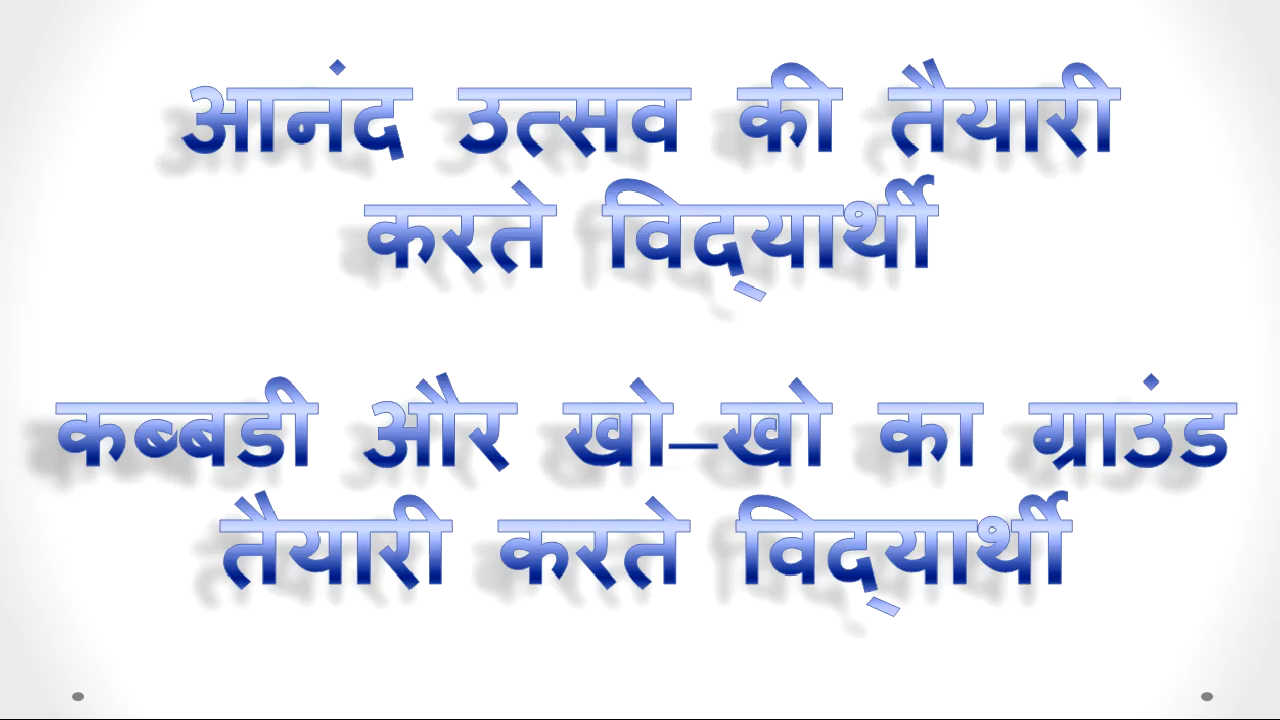 आनंद उत्सव की तैयारी
करते विद्‌यार्थी
कब्बडी और खो–खो का ग्राउंड
तैयारी करते विद्‌यार्थी